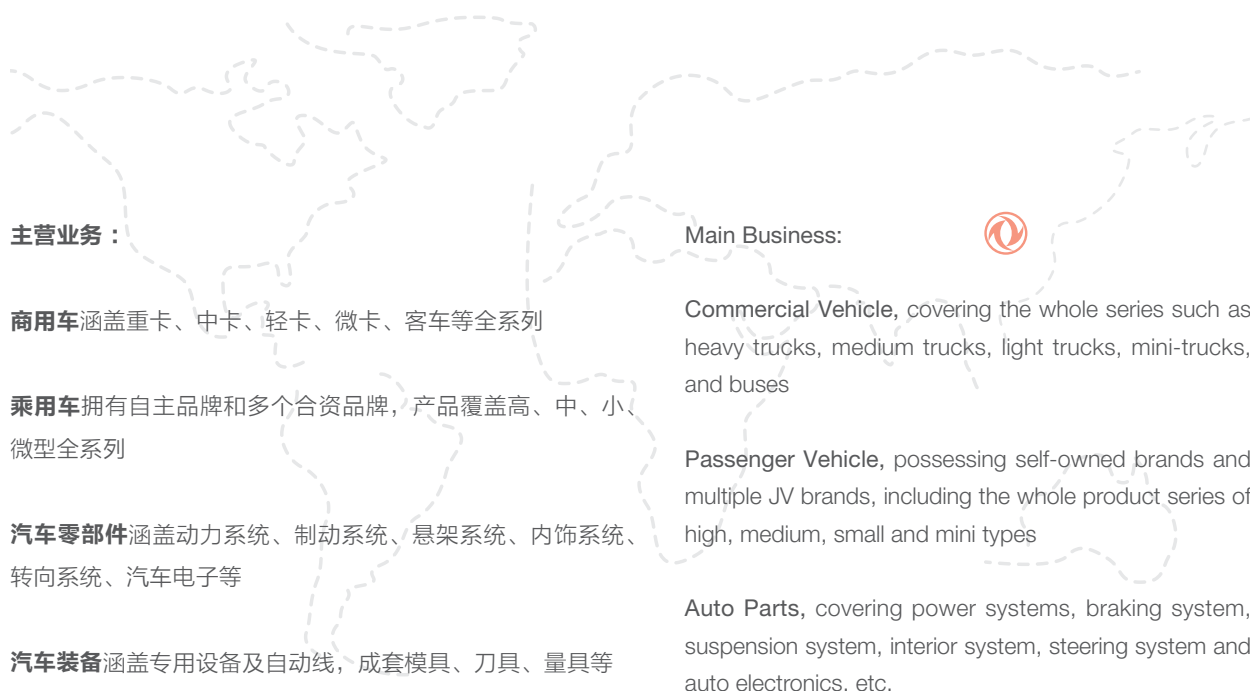 主营业务：
商用车涵盖重卡、中卡、轻卡、微卡、客车等全系列
乘用车拥有自主品牌和多个合资品牌，产品覆盖高、中、小、
微型全系列
汽车零部件涵盖动力系统、制动系统、悬架系统、内饰系统、
转向系统、汽车电子等
汽车装备涵盖专用设备及自动线，成套模具、刀具、量具等
Main Business:
Commercial Vehicle, covering the whole series such as
heavy trucks, medium trucks, light trucks, mini-trucks,
and buses
Passenger Vehicle, possessing self-owned brands and
multiple JV brands, including the whole product series of
high, medium, small and mini types
Auto Parts, covering power systems, braking system,
suspension system, interior system, steering system and
auto electronics, etc.